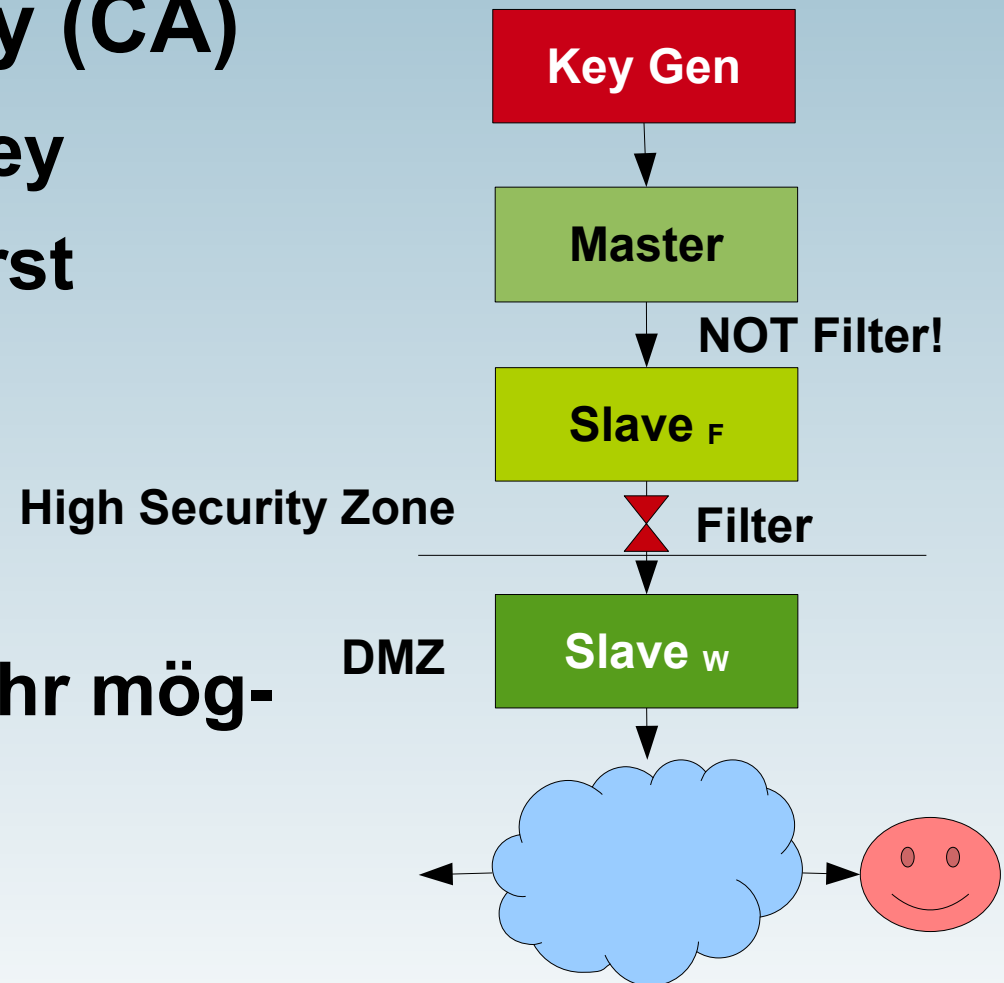 y (CA)
ey
rst
hr mög-
Key Gen
Master
NOT Filter!
Slave F
High Security Zone
Filter
DMZ
Slave W